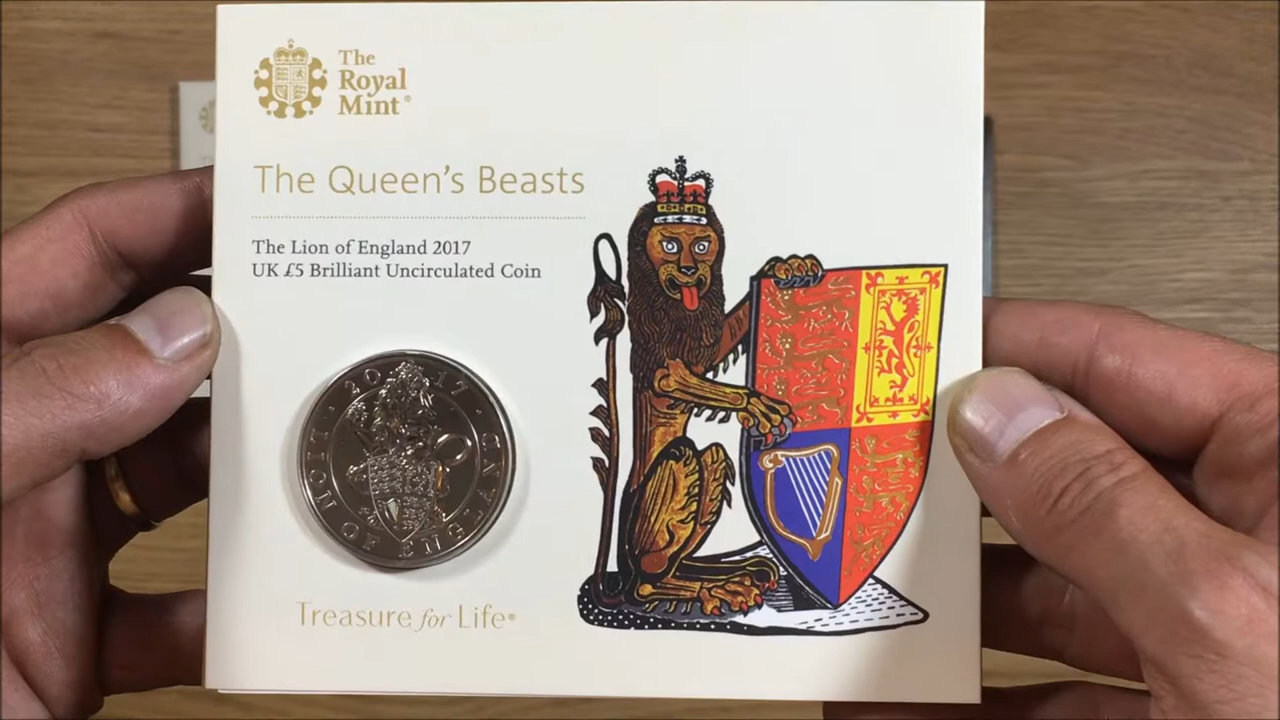 The
Royal
Mint®
The Queen's Beasts
The Lion of England 2017
UK £5 Brilliant Uncirculated Coin
2017
LION OF ENGLAND
Treasure for Life®